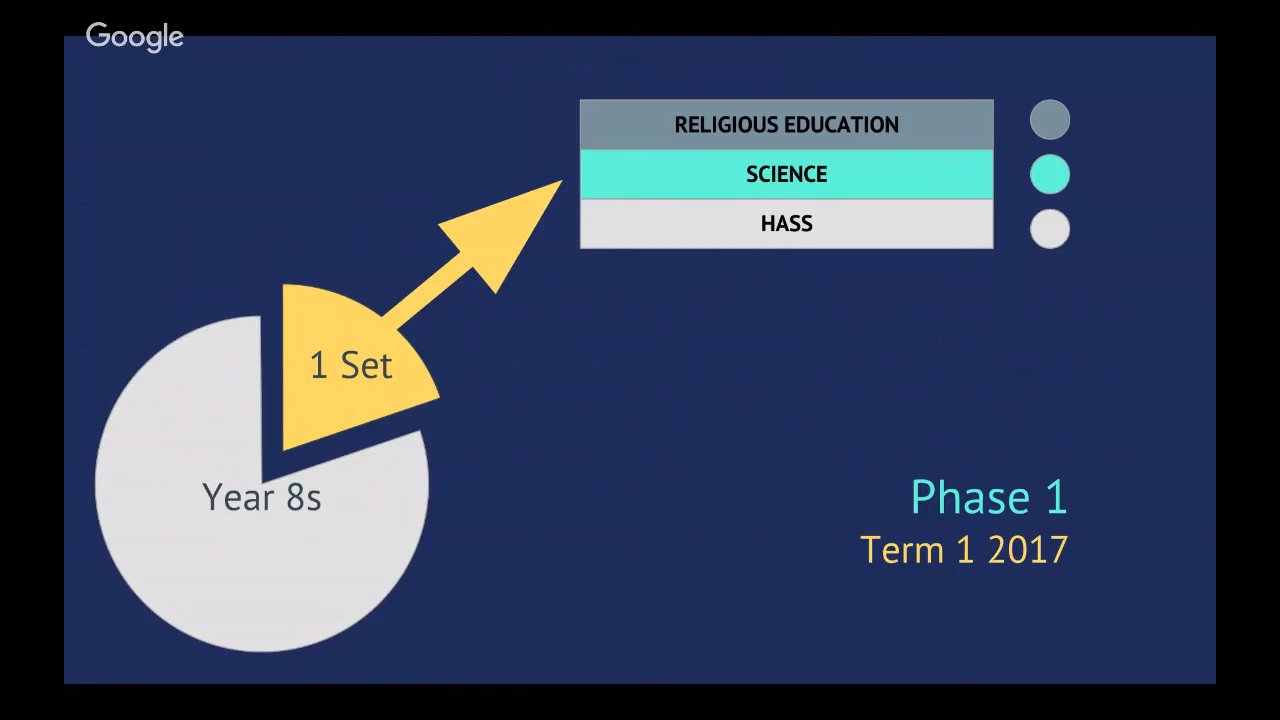 Google
RELIGIOUS EDUCATION
SCIENCE
HASS
1 Set
Year 8s
Phase 1
Term 1 2017